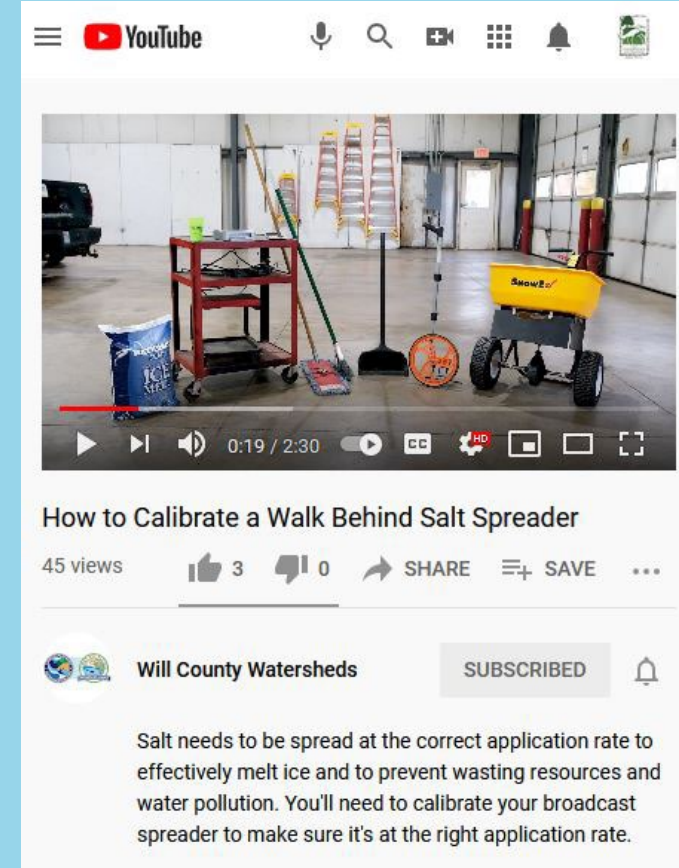 YouTube
SNOWEX
ICE
MELT
0:19 / 2:30
CC
HD
How to Calibrate a Walk Behind Salt Spreader
45 views
3
0
SHARE
SAVE
Will County Watersheds
SUBSCRIBED
Salt needs to be spread at the correct application rate to
effectively melt ice and to prevent wasting resources and
water pollution. You'll need to calibrate your broadcast
spreader to make sure it's at the right application rate.